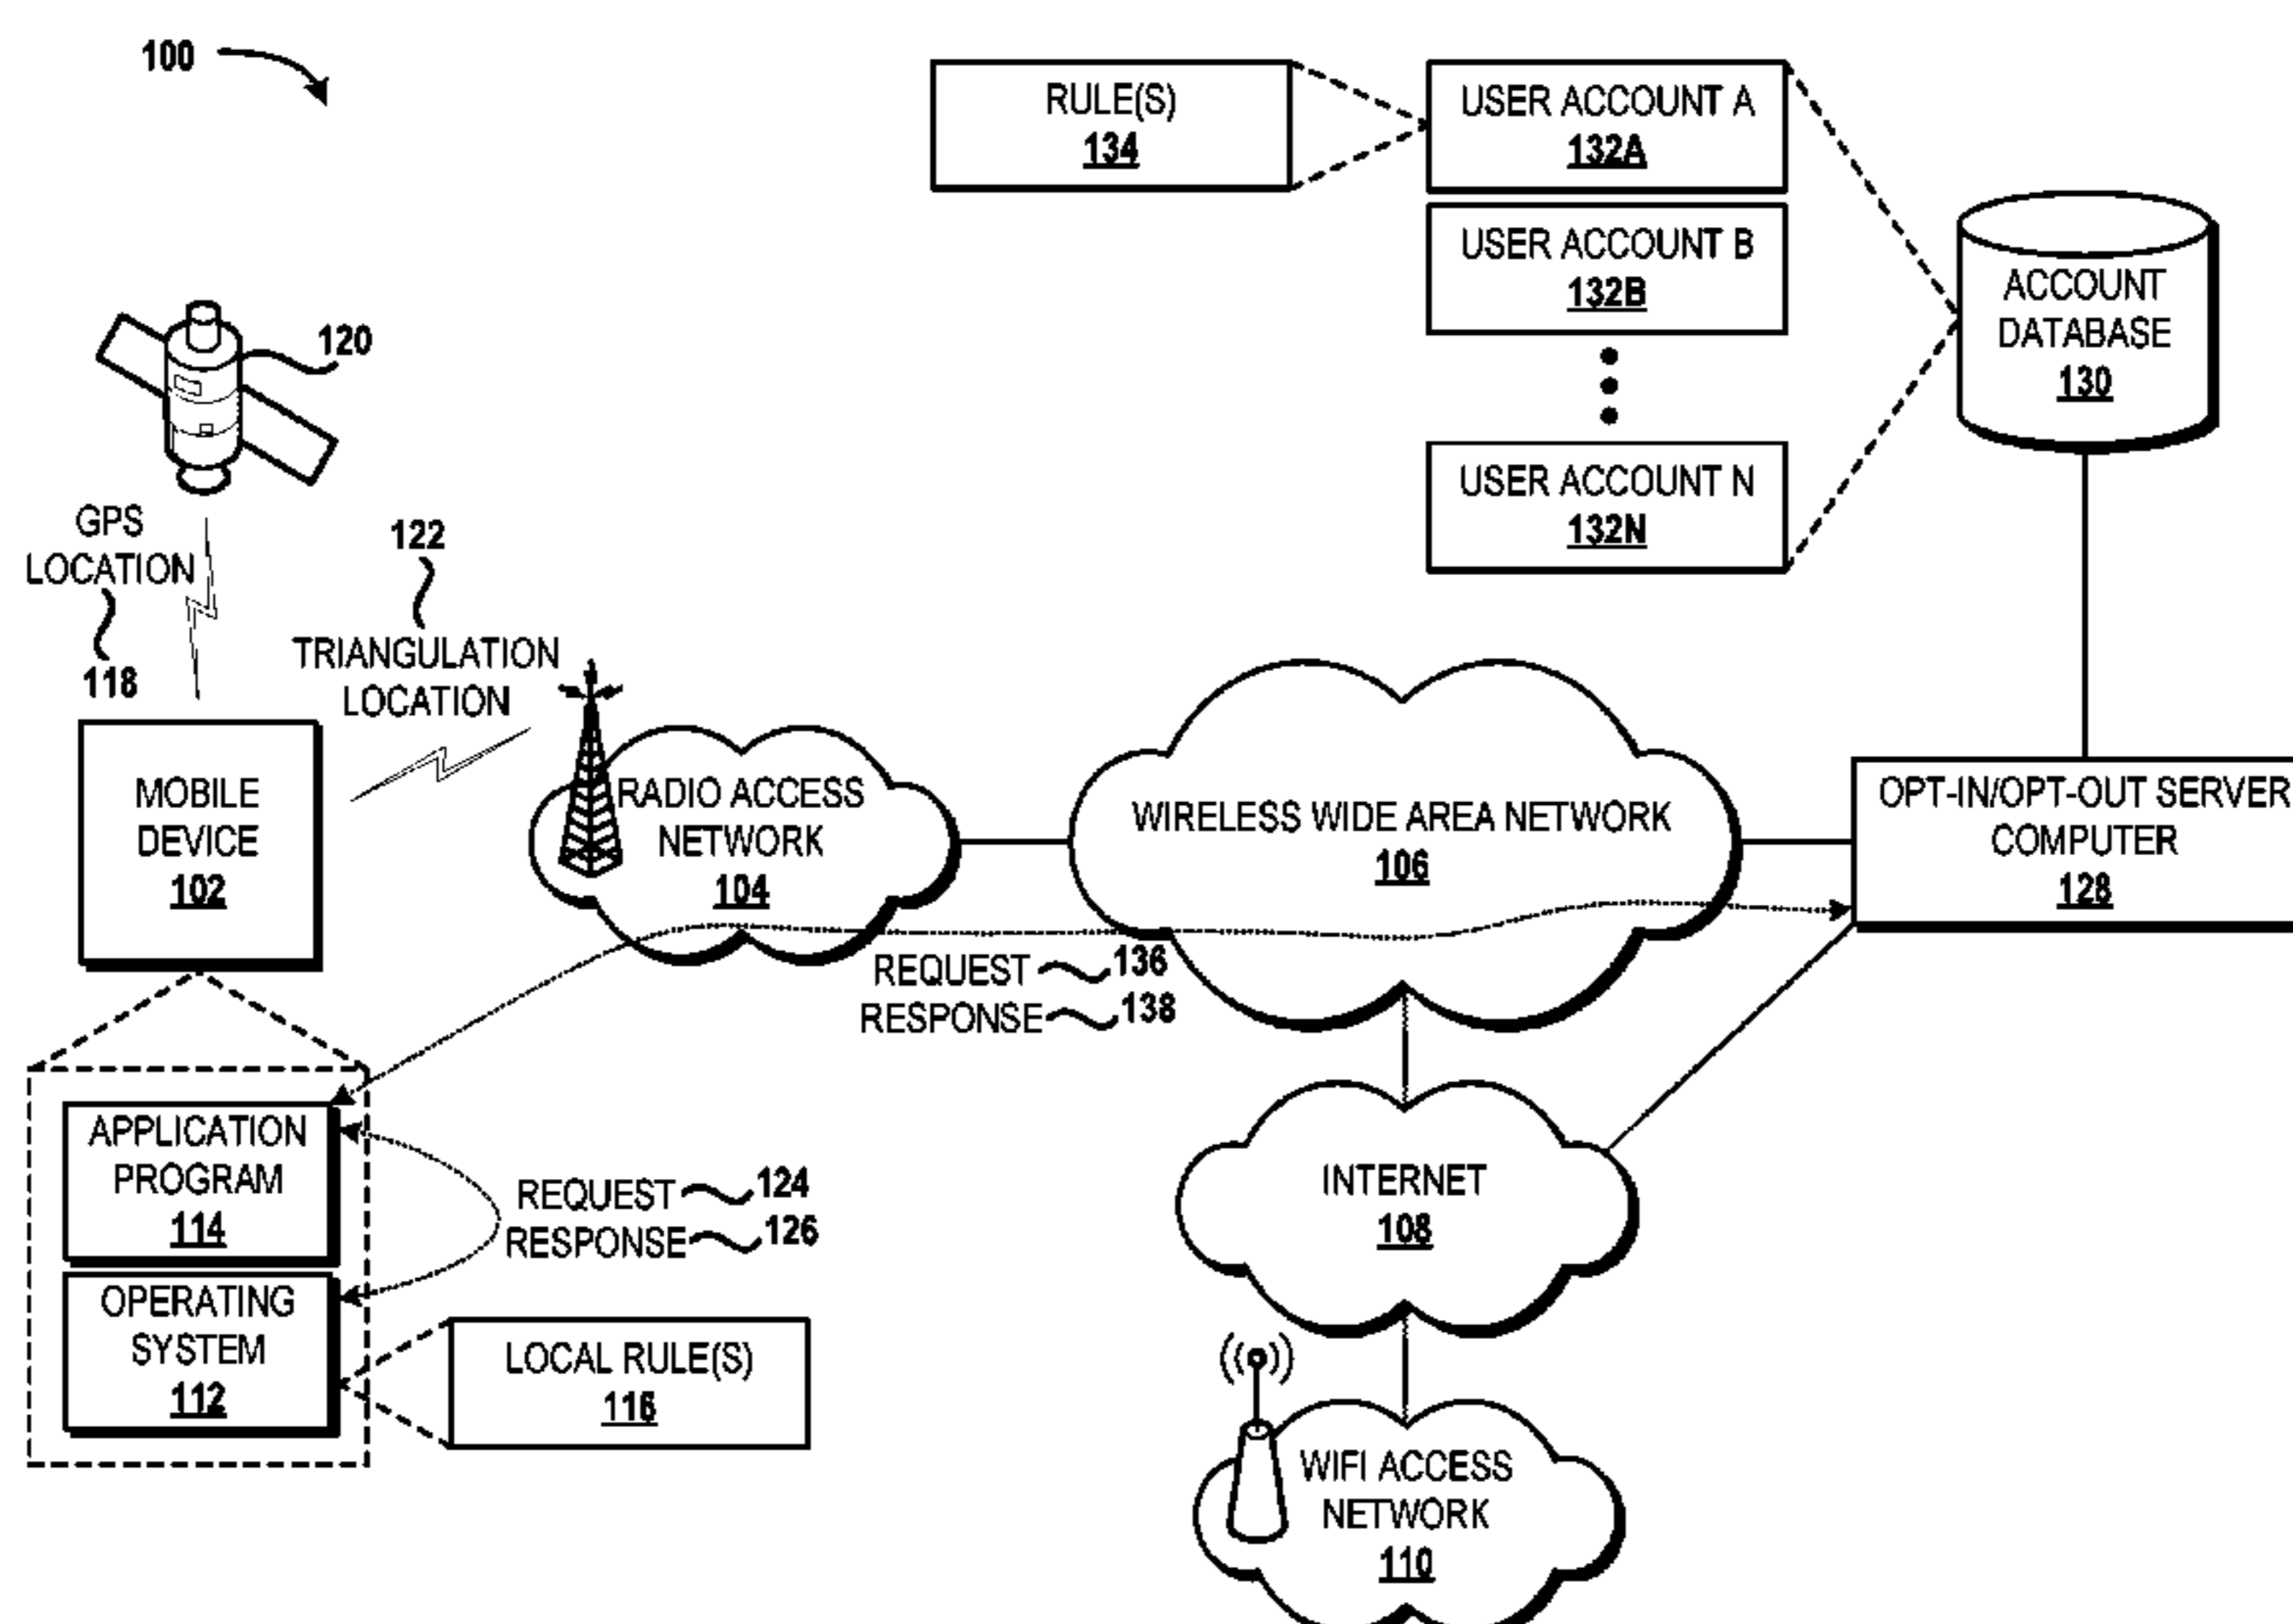 100
RULE(S)
134
USER ACCOUNT A
132A
USER ACCOUNT B
132B
USER ACCOUNT N
132N
ACCOUNT
DATABASE
130
120
GPS
LOCATION
118
122
TRIANGULATION
LOCATION
MOBILE
DEVICE
102
RADIO ACCESS
NETWORK
104
WIRELESS WIDE AREA NETWORK
106
OPT-IN/OPT-OUT SERVER
COMPUTER
128
REQUEST 136
RESPONSE 138
APPLICATION
PROGRAM
114
REQUEST 124
RESPONSE 126
OPERATING
SYSTEM
112
LOCAL RULE(S)
116
INTERNET
108
WIFI ACCESS
NETWORK
110